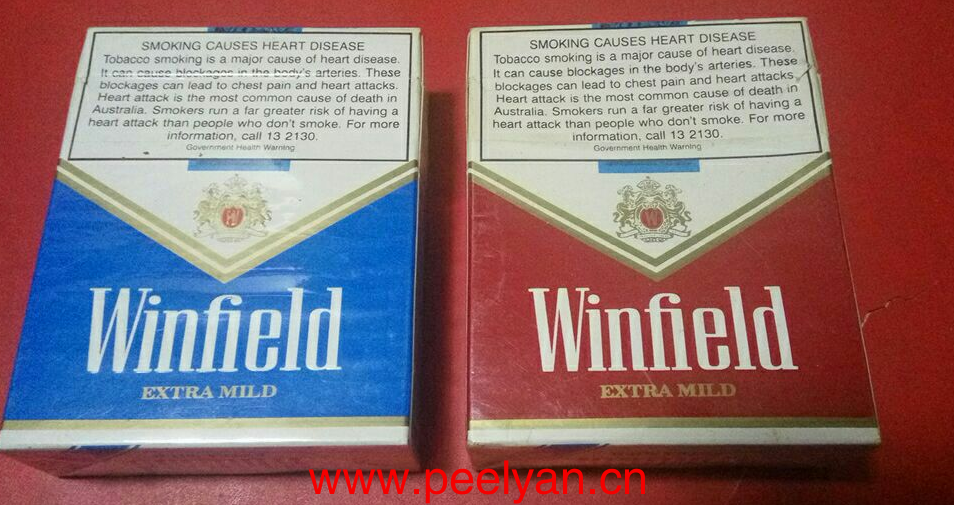 SMOKING CAUSES HEART DISEASE
Tobacco smoking is a major cause of heart disease.
It can cause blockages in the body's arteries. These
blockages can lead to chest pain and heart attacks.
Heart attack is the most common cause of death in
Australia. Smokers run a far greater risk of having a
heart attack than people who don't smoke. For more
information, call 13 2130.
Government Health Warning
Winfield
EXTRA MILD
SMOKING CAUSES HEART DISEASE
Tobacco smoking is a major cause of heart disease.
It can cause blockages in the body's arteries. These
blockages can lead to chest pain and heart attacks.
Heart attack is the most common cause of death in
Australia. Smokers run a far greater risk of having a
heart attack than people who don't smoke. For more
information, call 13 2130.
Government Health Warning
W
Winfield
EXTRA MILD
www.peelyan.cn